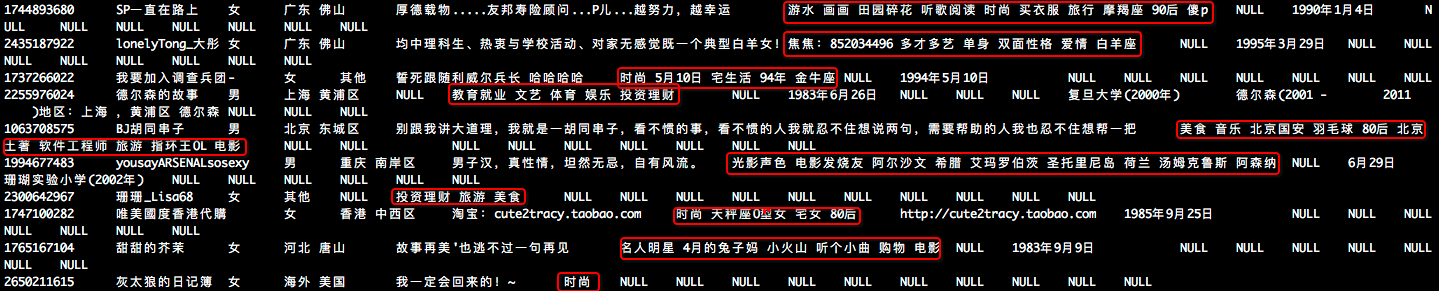 1744893680 SP一直在路上 女 广东 佛山 厚德载物.....友邦寿险顾问...P儿...越努力，越幸运 游水 画画 田园碎花 听歌阅读 时尚 买衣服 旅行 摩羯座 90后 傻p NULL 1990年1月4日 N
ULL NULL NULL NULL NULL NULL
2435187922 lonelyTong_大彤 女 广东 佛山 均中理科生、热衷与学校活动、对家无感觉既一个典型白羊女! 焦焦: 852034496 多才多艺 单身 双面性格 爱情 白羊座 NULL 1995年3月29日 NULL NULL
NULL NULL NULL NULL
1737266022 我要加入调查兵团- 女 其他 誓死跟随利威尔兵长 哈哈哈哈 时尚 5月10日 宅生活 94年 金牛座 NULL 1994年5月10日 NULL NULL NULL NULL NULL NULL
2255976024 德尔森的故事 男 上海 黄浦区 NULL 教育就业 文艺 体育 娱乐 投资理财 NULL 1983年6月26日 NULL NULL NULL 复旦大学(2000年) 德尔森(2001 - 2011
)地区: 上海 , 黄浦区 德尔森 NULL NULL NULL
1063708575 BJ胡同串子 男 北京 东城区 别跟我讲大道理，我就是一胡同串子，看不惯的事，看不惯的人我就忍不住想说两句，需要帮助的人我也忍不住想帮一把 美食 音乐 北京国安 羽毛球 80后 北京
土著 软件工程师 旅游 指环王OL 电影 NULL NULL NULL NULL NULL NULL NULL NULL
1994677483 yousayARSENALsosexy 男 重庆 南岸区 男子汉，真性情，坦然无忌，自有风流。 光影声色 电影发烧友 阿尔沙文 希腊 艾玛罗伯茨 圣托里尼岛 荷兰 汤姆克鲁斯 阿森纳 NULL 6月29日
珊瑚实验小学(2002年) NULL NULL NULL NULL NULL
2300642967 珊珊_Lisa68 女 其他 NULL 投资理财 旅游 美食 NULL NULL NULL NULL NULL NULL NULL NULL
1747100282 唯美國度香港代購 女 香港 中西区 淘宝: cute2tracy.taobao.com 时尚 天秤座O型女 宅女 80后 http://cute2tracy.taobao.com 1985年9月25日 NULL NULL
NULL NULL NULL NULL
1765167104 甜甜的芥茉 女 河北 唐山 故事再美'也逃不过一句再见 名人明星 4月的兔子妈 小火山 听个小曲 购物 电影 NULL 1983年9月9日 NULL NULL NULL NULL
NULL NULL
2650211615 灰太狼的日记簿 女 海外 美国 我一定会回来的!~ 时尚 NULL NULL NULL NULL NULL NULL NULL NULL